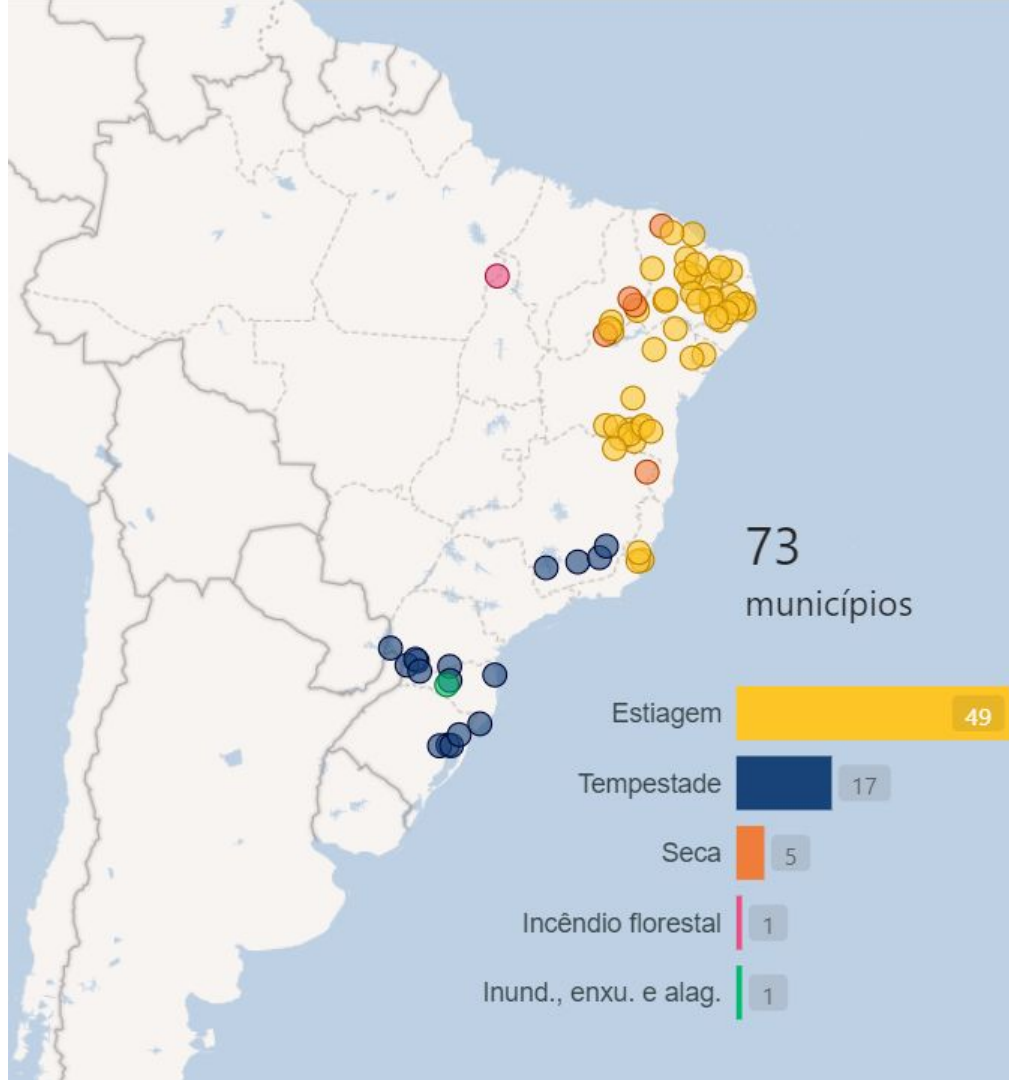 73
municípios
Estiagem 49
Tempestade 17
Seca 5
Incêndio florestal 1
Inund., enxu. e alag. 1